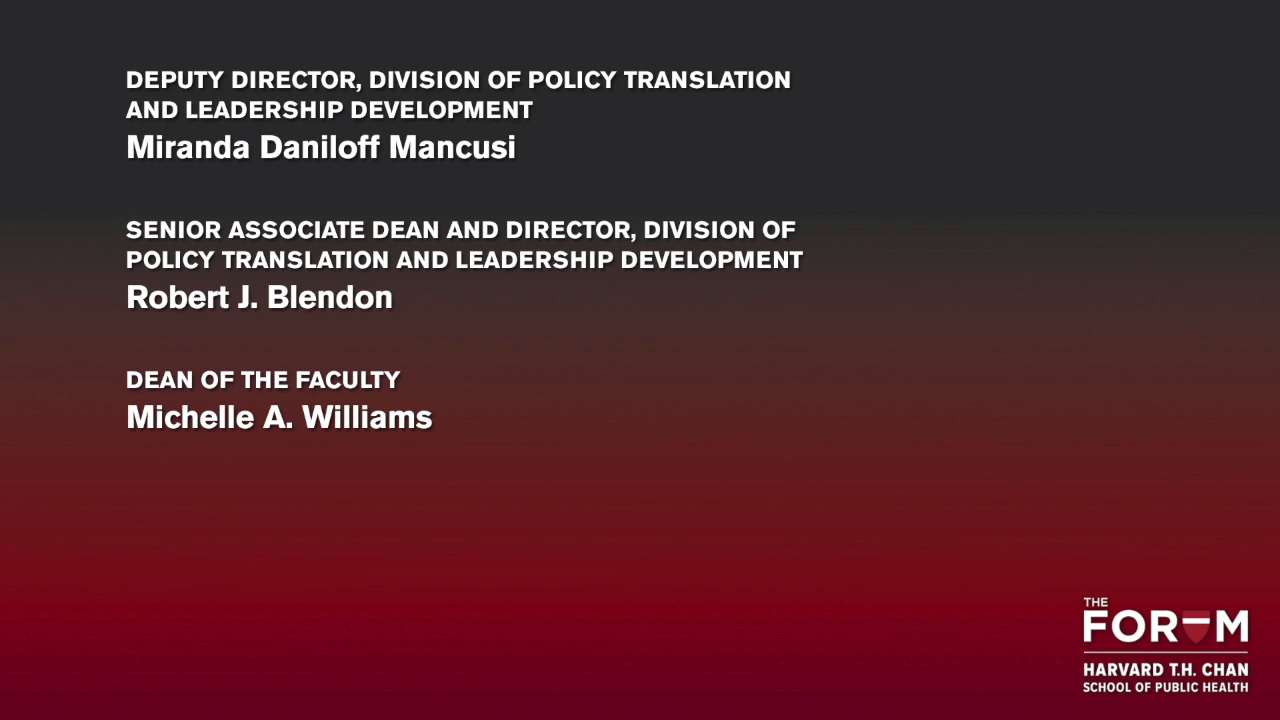 DEPUTY DIRECTOR, DIVISION OF POLICY TRANSLATION
AND LEADERSHIP DEVELOPMENT
Miranda Daniloff Mancusi
SENIOR ASSOCIATE DEAN AND DIRECTOR, DIVISION OF
POLICY TRANSLATION AND LEADERSHIP DEVELOPMENT
Robert J. Blendon
DEAN OF THE FACULTY
Michelle A. Williams
THE
FORUM
HARVARD T.H. CHAN
SCHOOL OF PUBLIC HEALTH